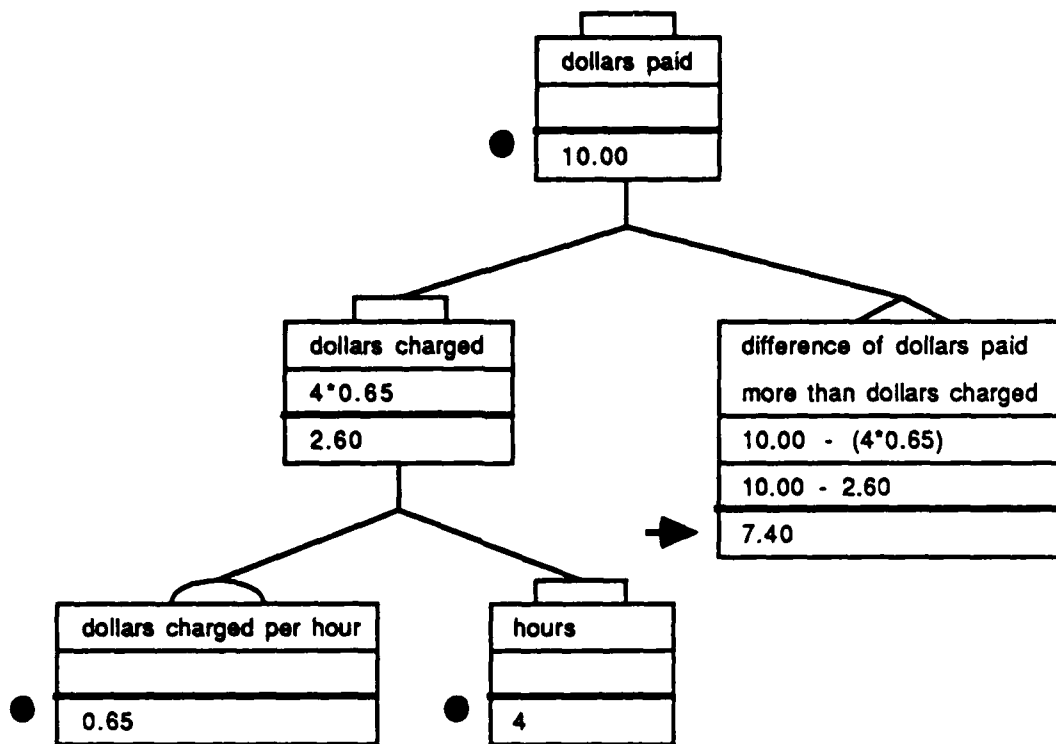 dollars paid
10.00
dollars charged
4*0.65
2.60
difference of dollars paid
more than dollars charged
10.00 - (4*0.65)
10.00 - 2.60
7.40
dollars charged per hour
0.65
hours
4